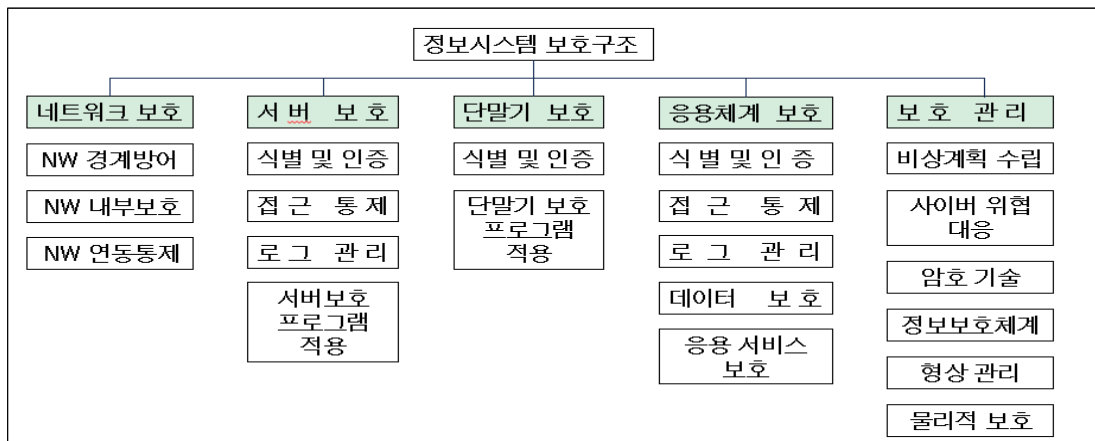 정보시스템 보호구조
네트워크 보호
NW 경계방어
NW 내부보호
NW 연동통제
서 버 보 호
식별 및 인증
접 근 통 제
로 그 관 리
서버보호
프로그램
적용
단말기 보호
식별 및 인증
단말기 보호
프로그램
적용
응용체계 보호
식 별 및 인 증
접 근 통 제
로 그 관 리
데이터 보 호
응용 서비스
보호
보 호 관 리
비상계획 수립
사이버 위협
대응
암호 기술
정보보호체계
형상 관리
물리적 보호